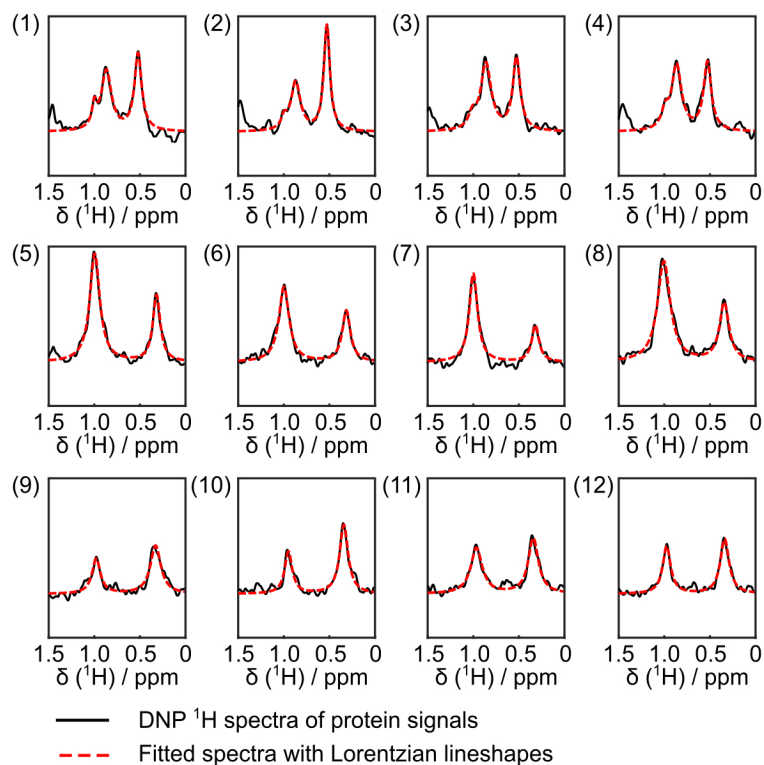 (1) (2) (3) (4)
1.5 1.0 0.5 0 1.5 1.0 0.5 0 1.5 1.0 0.5 0 1.5 1.0 0.5 0
δ (¹H) / ppm δ (¹H) / ppm δ (¹H) / ppm δ (¹H) / ppm
(5) (6) (7) (8)
1.5 1.0 0.5 0 1.5 1.0 0.5 0 1.5 1.0 0.5 0 1.5 1.0 0.5 0
δ (¹H) / ppm δ (¹H) / ppm δ (¹H) / ppm δ (¹H) / ppm
(9) (10) (11) (12)
1.5 1.0 0.5 0 1.5 1.0 0.5 0 1.5 1.0 0.5 0 1.5 1.0 0.5 0
δ (¹H) / ppm δ (¹H) / ppm δ (¹H) / ppm δ (¹H) / ppm
DNP ¹H spectra of protein signals
Fitted spectra with Lorentzian lineshapes